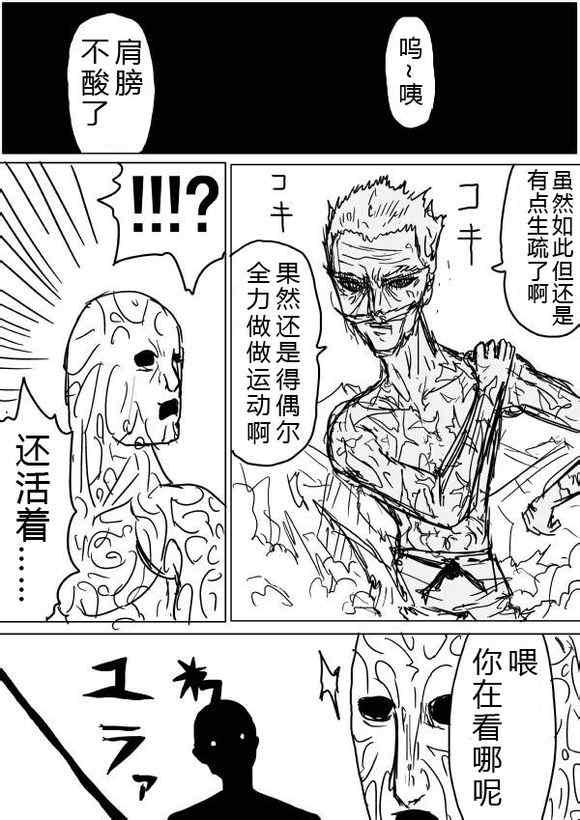 呜~咦
肩膀
不酸了
虽然如此但还是
有点生疏了啊
コキ
コキ
果然还是得偶尔
全力做做运动啊
!!!?
还活着……
喂
你在看哪呢
ユラァ